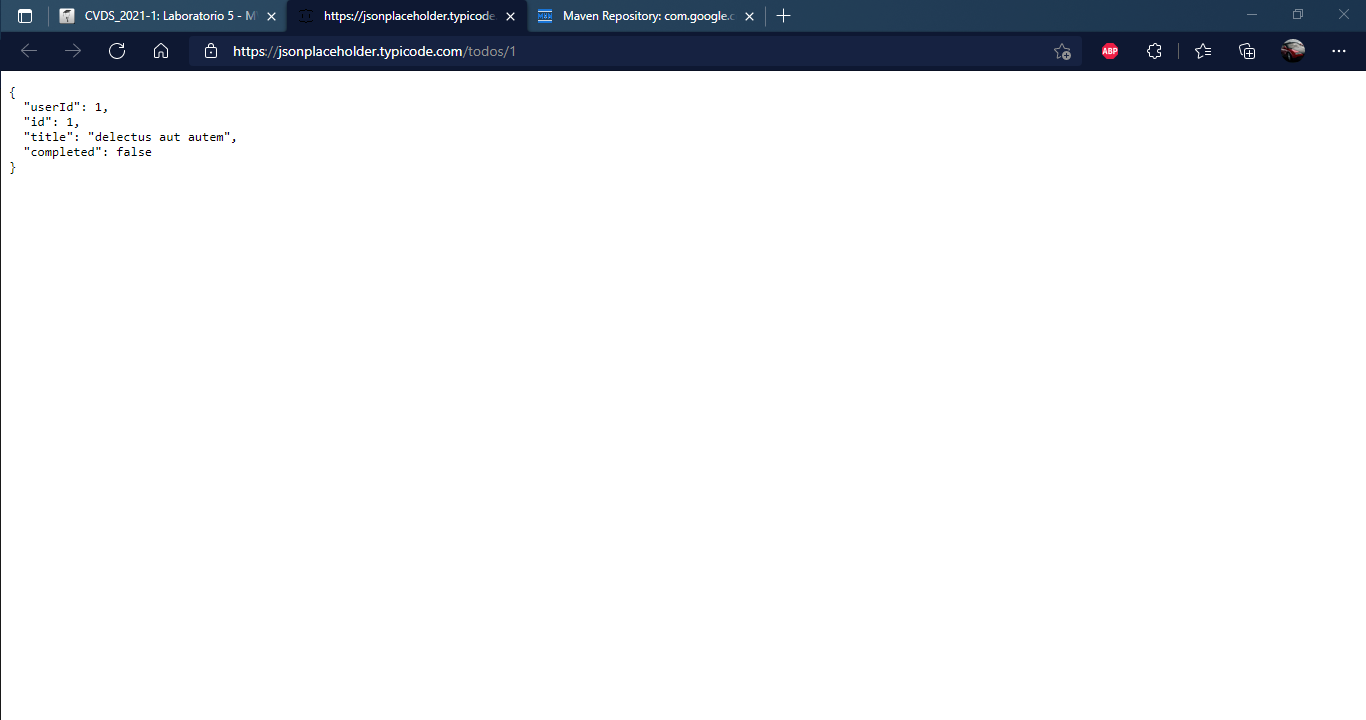 CVDS_2021-1: Laboratorio 5 - M
https://jsonplaceholder.typicode.
Maven Repository: com.google.c
https://jsonplaceholder.typicode.com/todos/1
ABP
{
"userId": 1,
"id": 1,
"title": "delectus aut autem",
"completed": false
}